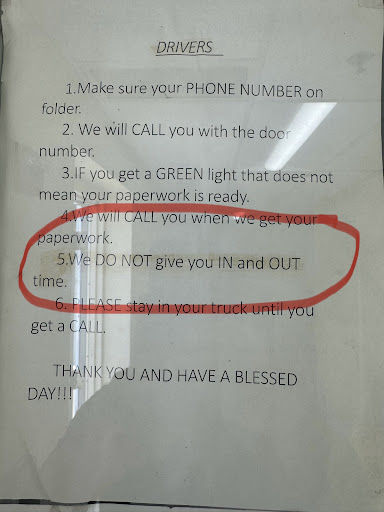 DRIVERS
1.Make sure your PHONE NUMBER on
folder.
2. We will CALL you with the door
number.
3.IF you get a GREEN light that does not
mean your paperwork is ready.
4.We will CALL you when we get your
paperwork.
5.We DO NOT give you IN and OUT
time.
6. PLEASE stay in your truck until you
get a CALL.
THANK YOU AND HAVE A BLESSED
DAY!!!